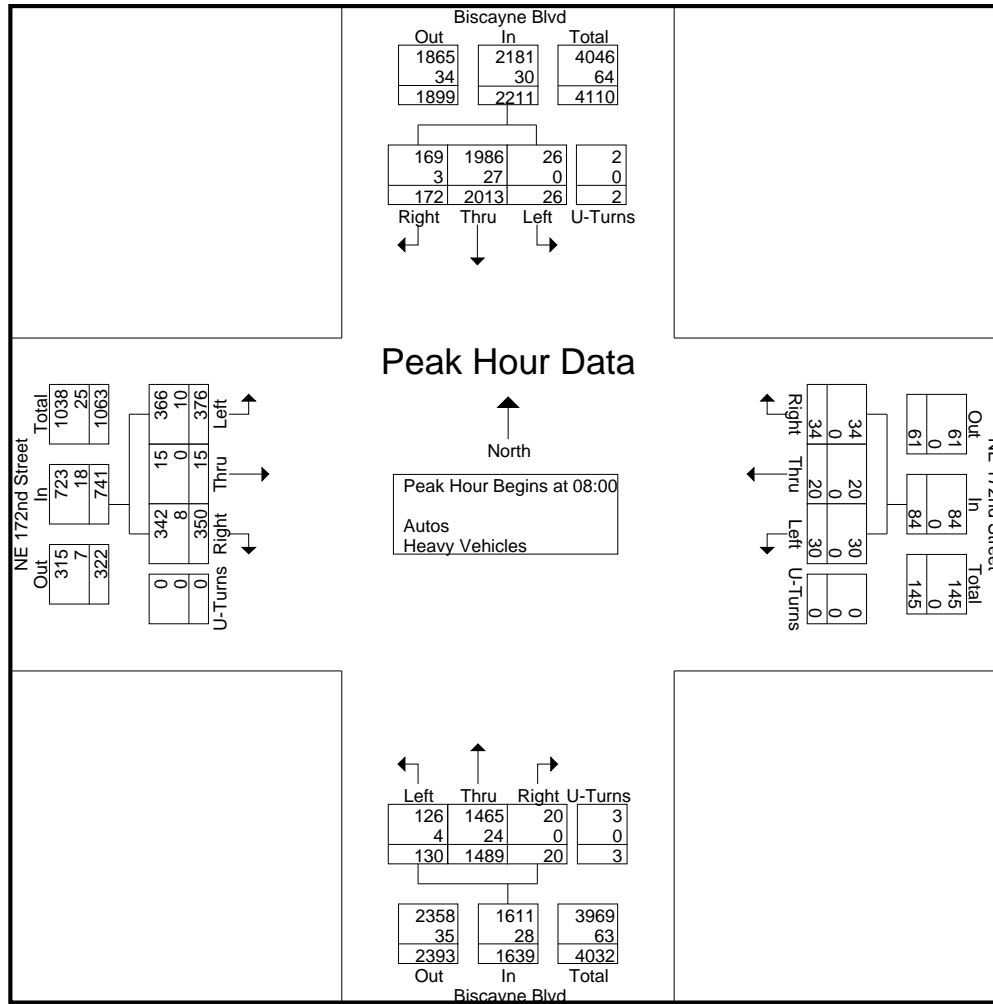 Biscayne Blvd
Out In Total
1865 2181 4046
34 30 64
1899 2211 4110
169 1986 26 2
3 27 0 0
172 2013 26 2
Right Thru Left U-Turns
Peak Hour Data
North
Peak Hour Begins at 08:00
Autos
Heavy Vehicles
NE 172nd Street
Total In Out
1038 723 315
25 18 7
1063 741 322
366 15 342 0
10 0 8 0
376 15 350 0
Left Thru Right U-Turns
Right Thru Left U-Turns
34 20 30 0
0 0 0 0
34 20 30 0
61 84 145
0 0 0
61 84 145
Out In Total
NE 172nd Street
Left Thru Right U-Turns
126 1465 20 3
4 24 0 0
130 1489 20 3
2358 1611 3969
35 28 63
2393 1639 4032
Out In Total
Biscayne Blvd